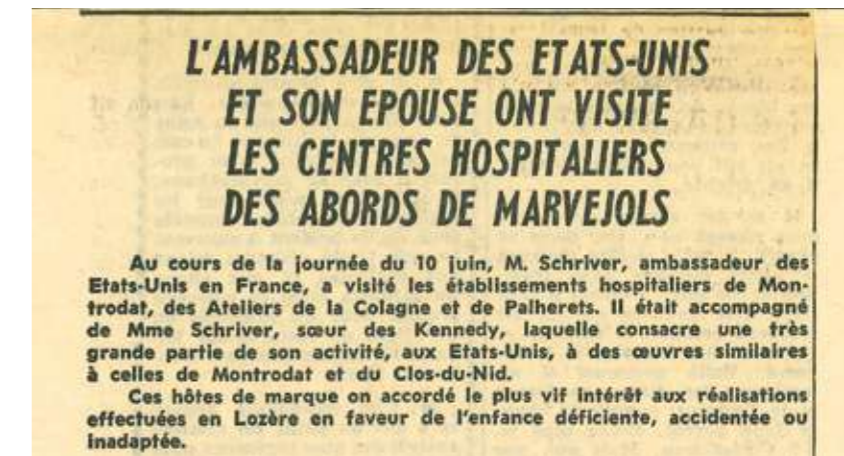 L'AMBASSADEUR DES ETATS-UNIS
ET SON EPOUSE ONT VISITE
LES CENTRES HOSPITALIERS
DES ABORDS DE MARVEJOLS
Au cours de la journée du 10 juin, M. Schriver, ambassadeur des
Etats-Unis en France, a visité les établissements hospitaliers de Mon-
trodat, des Ateliers de la Colagne et de Palherets. Il était accompagné
de Mme Schriver, sœur des Kennedy, laquelle consacre une très
grande partie de son activité, aux Etats-Unis, à des œuvres similaires
à celles de Montrodat et du Clos-du-Nid.
Ces hôtes de marque on accordé le plus vif intérêt aux réalisations
effectuées en Lozère en faveur de l'enfance déficiente, accidentée ou
inadaptée.